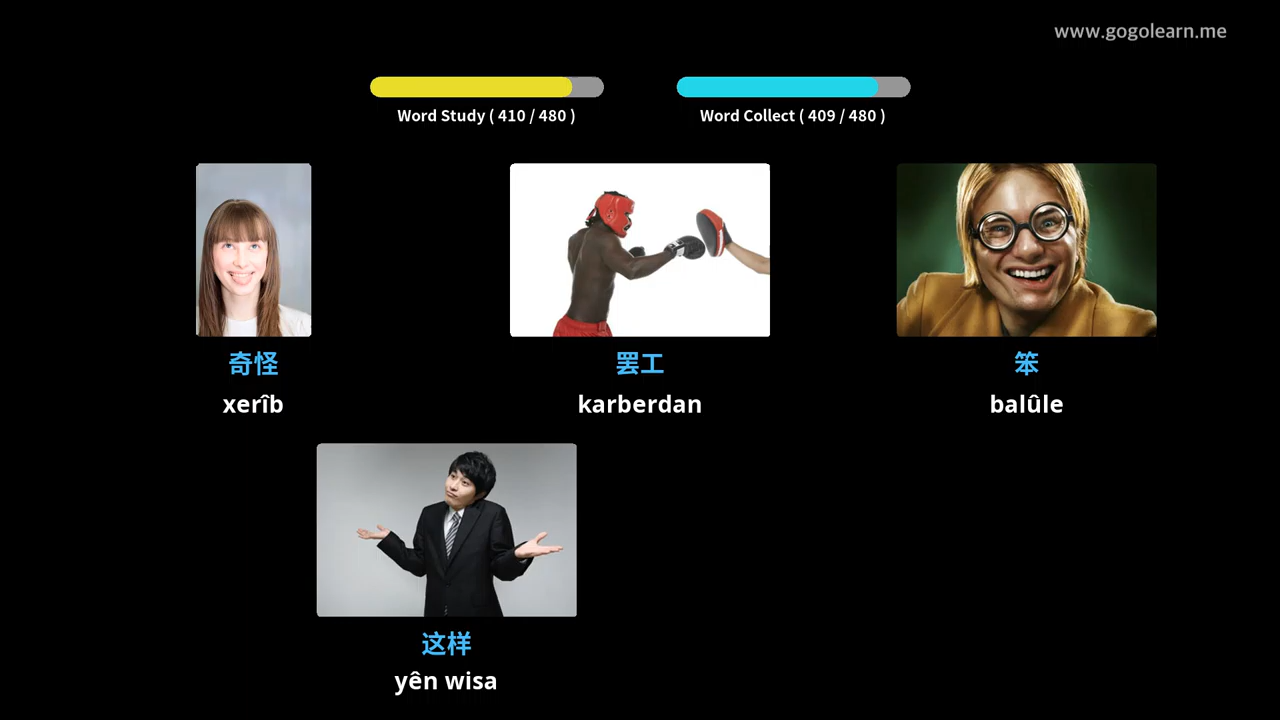 www.gogolearn.me
Word Study ( 410 / 480 )
Word Collect ( 409 / 480 )
奇怪
xerîb
罢工
karberdan
笨
balûle
这样
yên wisa